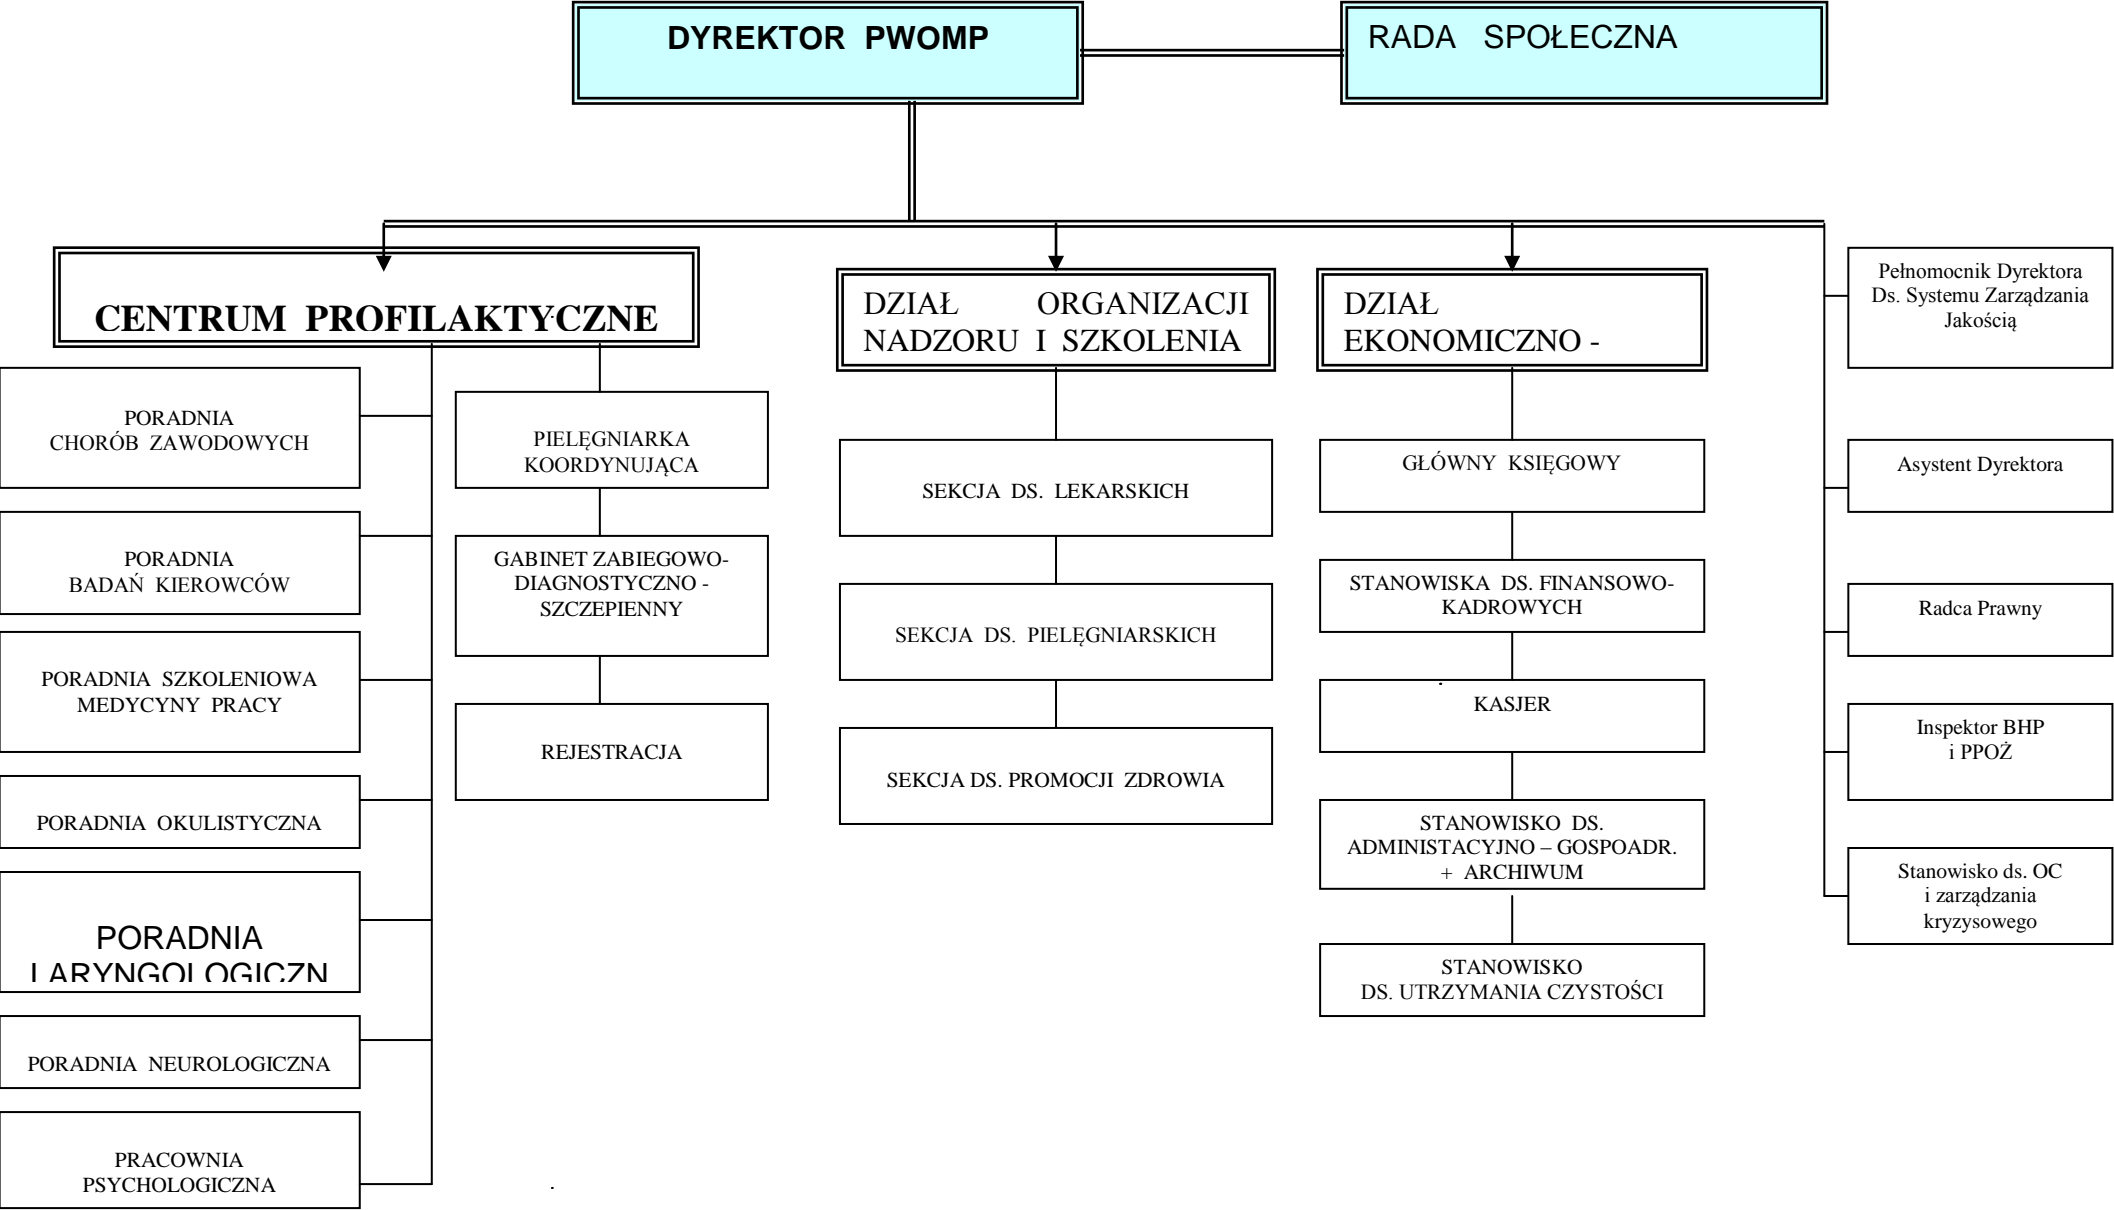 DYREKTOR PWOMP
RADA SPOŁECZNA
CENTRUM PROFILAKTYCZNE
PORADNIA
CHORÓB ZAWODOWYCH
PORADNIA
BADAŃ KIEROWCÓW
PORADNIA SZKOLENIOWA
MEDYCYNY PRACY
PORADNIA OKULISTYCZNA
PORADNIA
LARYNGOLOGICZN
PORADNIA NEUROLOGICZNA
PRACOWNIA
PSYCHOLOGICZNA
PIELĘGNIARKA
KOORDYNUJĄCA
GABINET ZABIEGOWO-
DIAGNOSTYCZNO -
SZCZEPIENNY
REJESTRACJA
DZIAŁ ORGANIZACJI
NADZORU I SZKOLENIA
SEKCJA DS. LEKARSKICH
SEKCJA DS. PIELĘGNIARSKICH
SEKCJA DS. PROMOCJI ZDROWIA
DZIAŁ
EKONOMICZNO -
GŁÓWNY KSIĘGOWY
STANOWISKA DS. FINANSOWO-
KADROWYCH
KASJER
STANOWISKO DS.
ADMINISTACYJNO – GOSPOADR.
+ ARCHIWUM
STANOWISKO
DS. UTRZYMANIA CZYSTOŚCI
Pełnomocnik Dyrektora
Ds. Systemu Zarządzania
Jakością
Asystent Dyrektora
Radca Prawny
Inspektor BHP
i PPOŻ
Stanowisko ds. OC
i zarządzania
kryzysowego